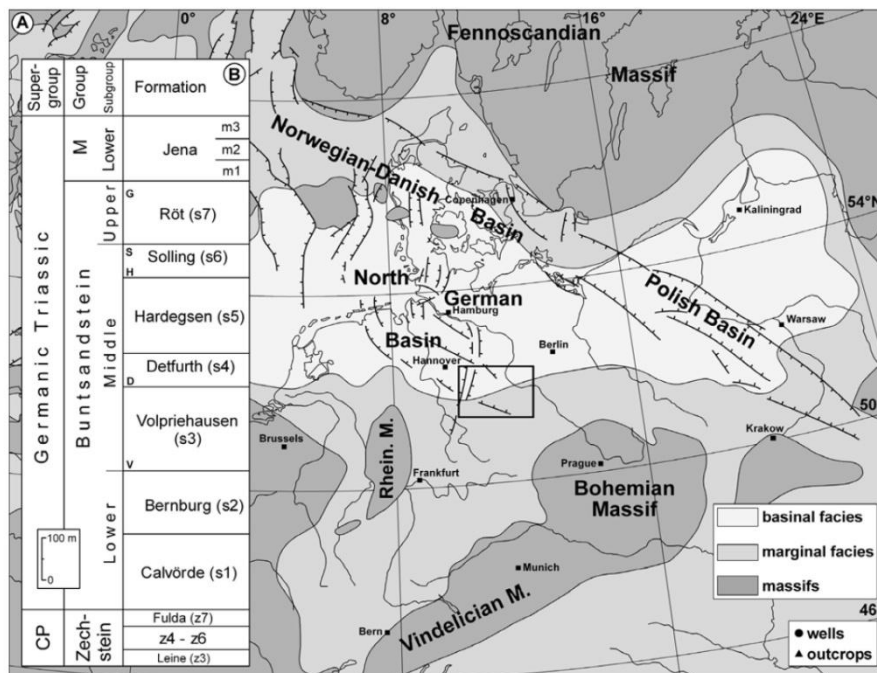 A
0°
8°
16°
24°E
Fennoscandian
Massif
B
Super-
group
Group
Subgroup
Formation
Germanic Triassic
CP
M
Buntsandstein
Zech-
stein
Lower
Upper
Middle
Lower
Jena
m3
m2
m1
G
Röt (s7)
S
Solling (s6)
H
Hardegsen (s5)
Detfurth (s4)
D
Volpriehausen
(s3)
V
Bernburg (s2)
Calvörde (s1)
Fulda (z7)
z4 - z6
Leine (z3)
100 m
0
Norwegian-Danish
Basin
Copenhagen
Kaliningrad
54°N
North
German
Basin
Hamburg
Hannover
Berlin
Polish Basin
Warsaw
50
Brussels
Rhein. M.
Frankfurt
Prague
Krakow
Bohemian
Massif
Munich
Bern
Vindelician M.
46
basinal facies
marginal facies
massifs
wells
outcrops